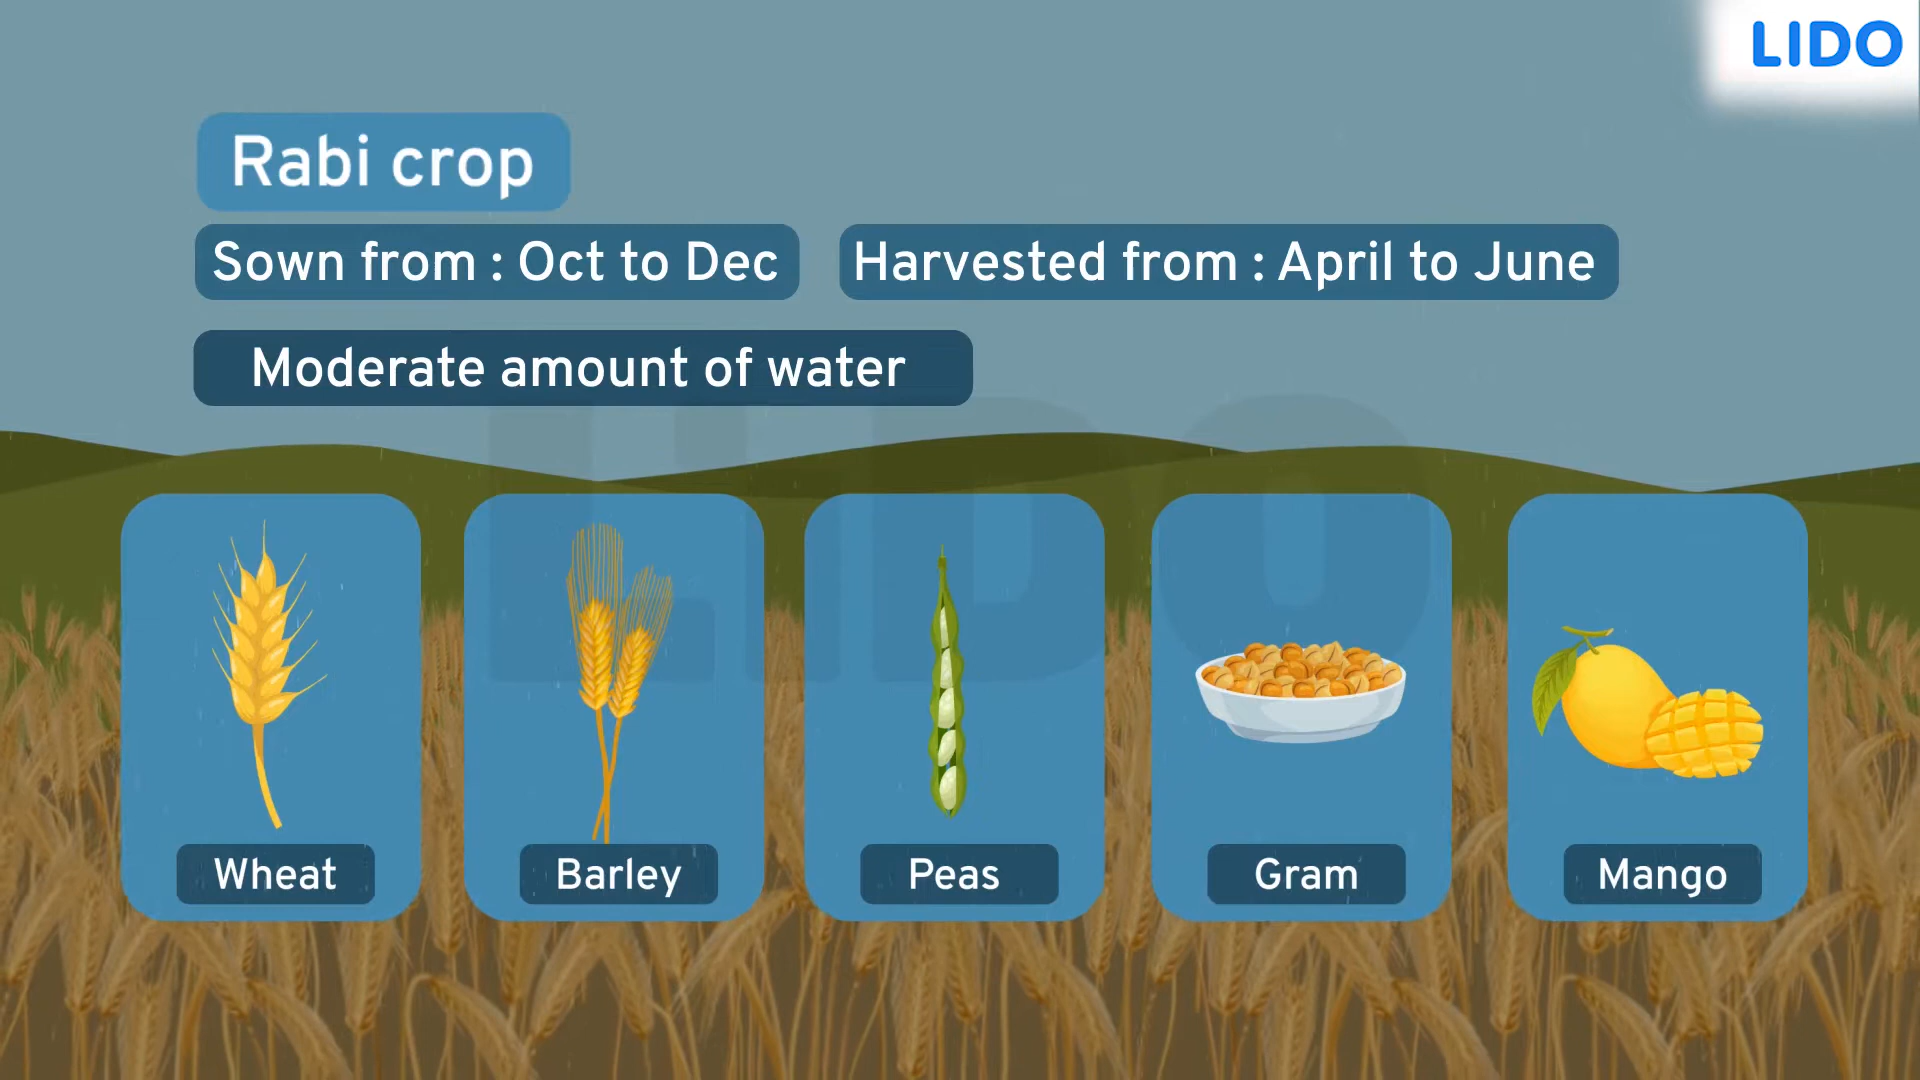 LIDO
Rabi crop
Sown from : Oct to Dec
Harvested from : April to June
Moderate amount of water
LIDO
Wheat
Barley
Peas
Gram
Mango